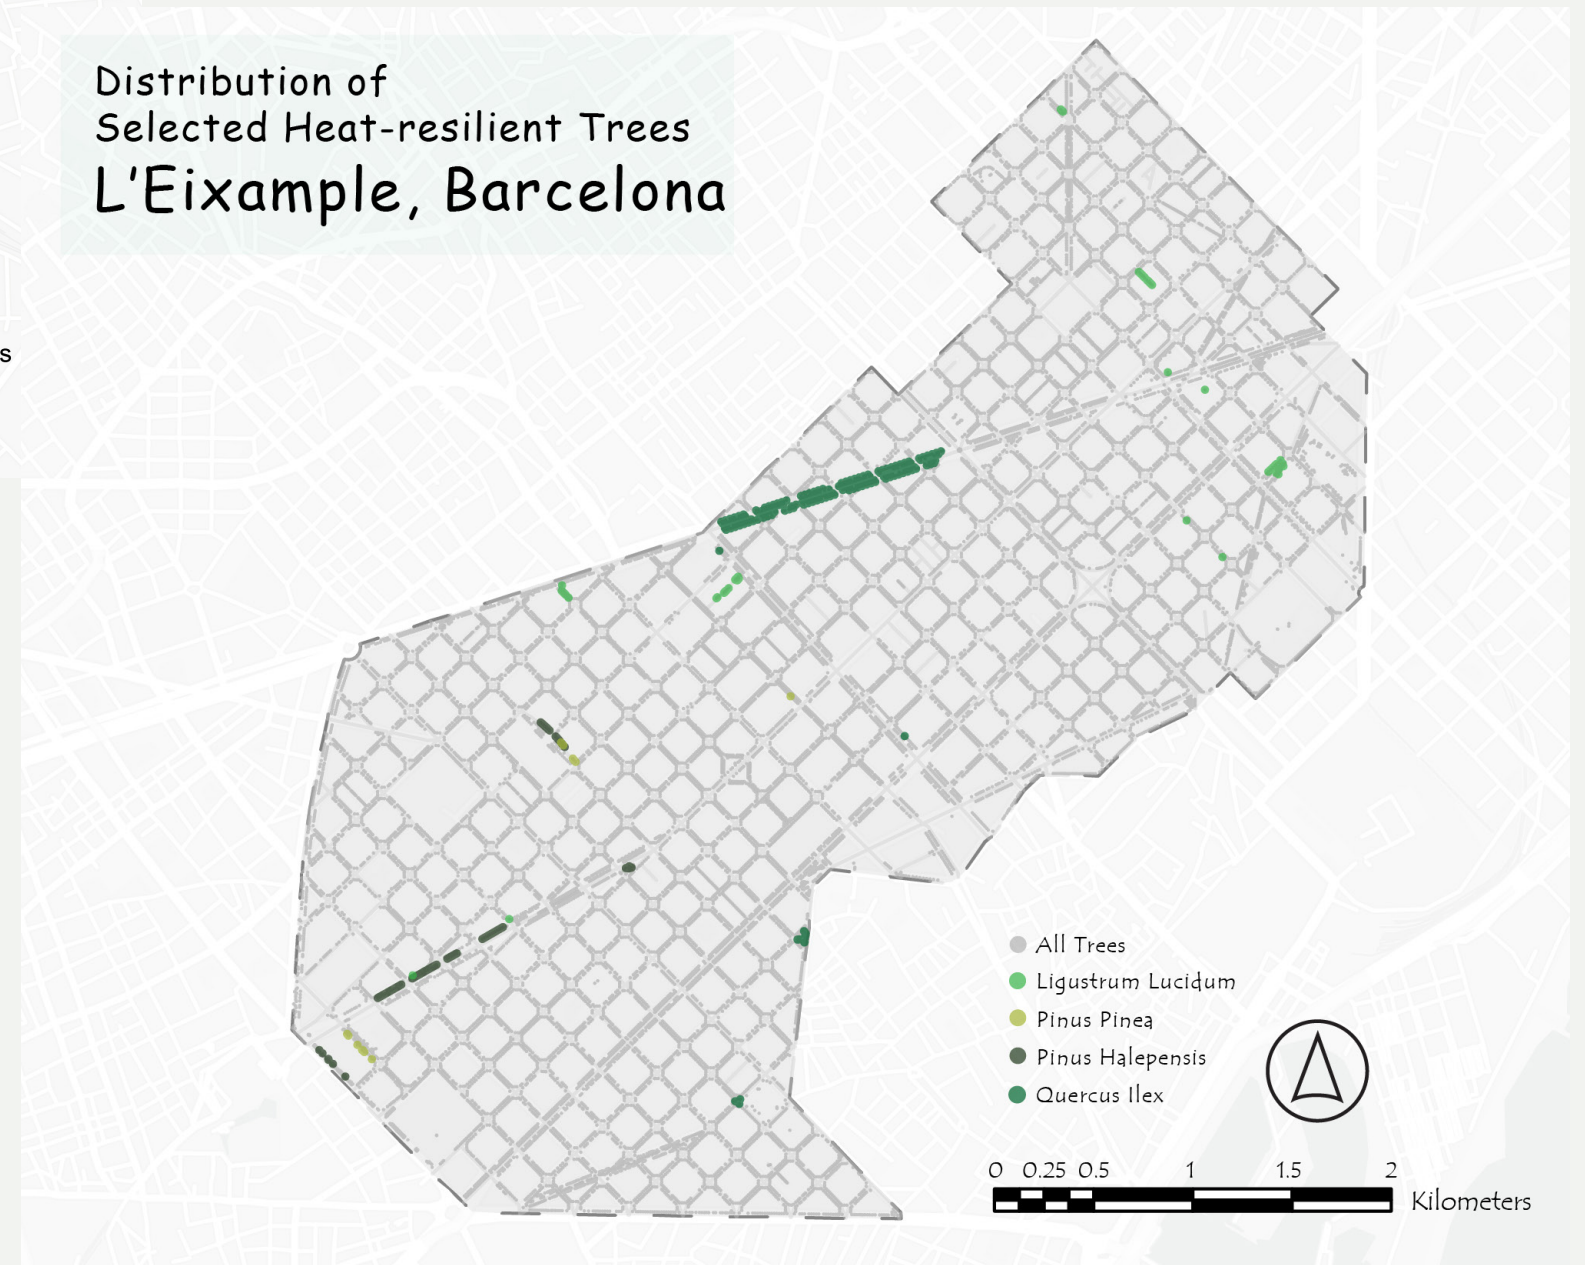 Distribution of
Selected Heat-resilient Trees
L'Eixample, Barcelona
s
All Trees
Ligustrum Lucidum
Pinus Pinea
Pinus Halepensis
Quercus Ilex
0 0.25 0.5 1 1.5 2
Kilometers